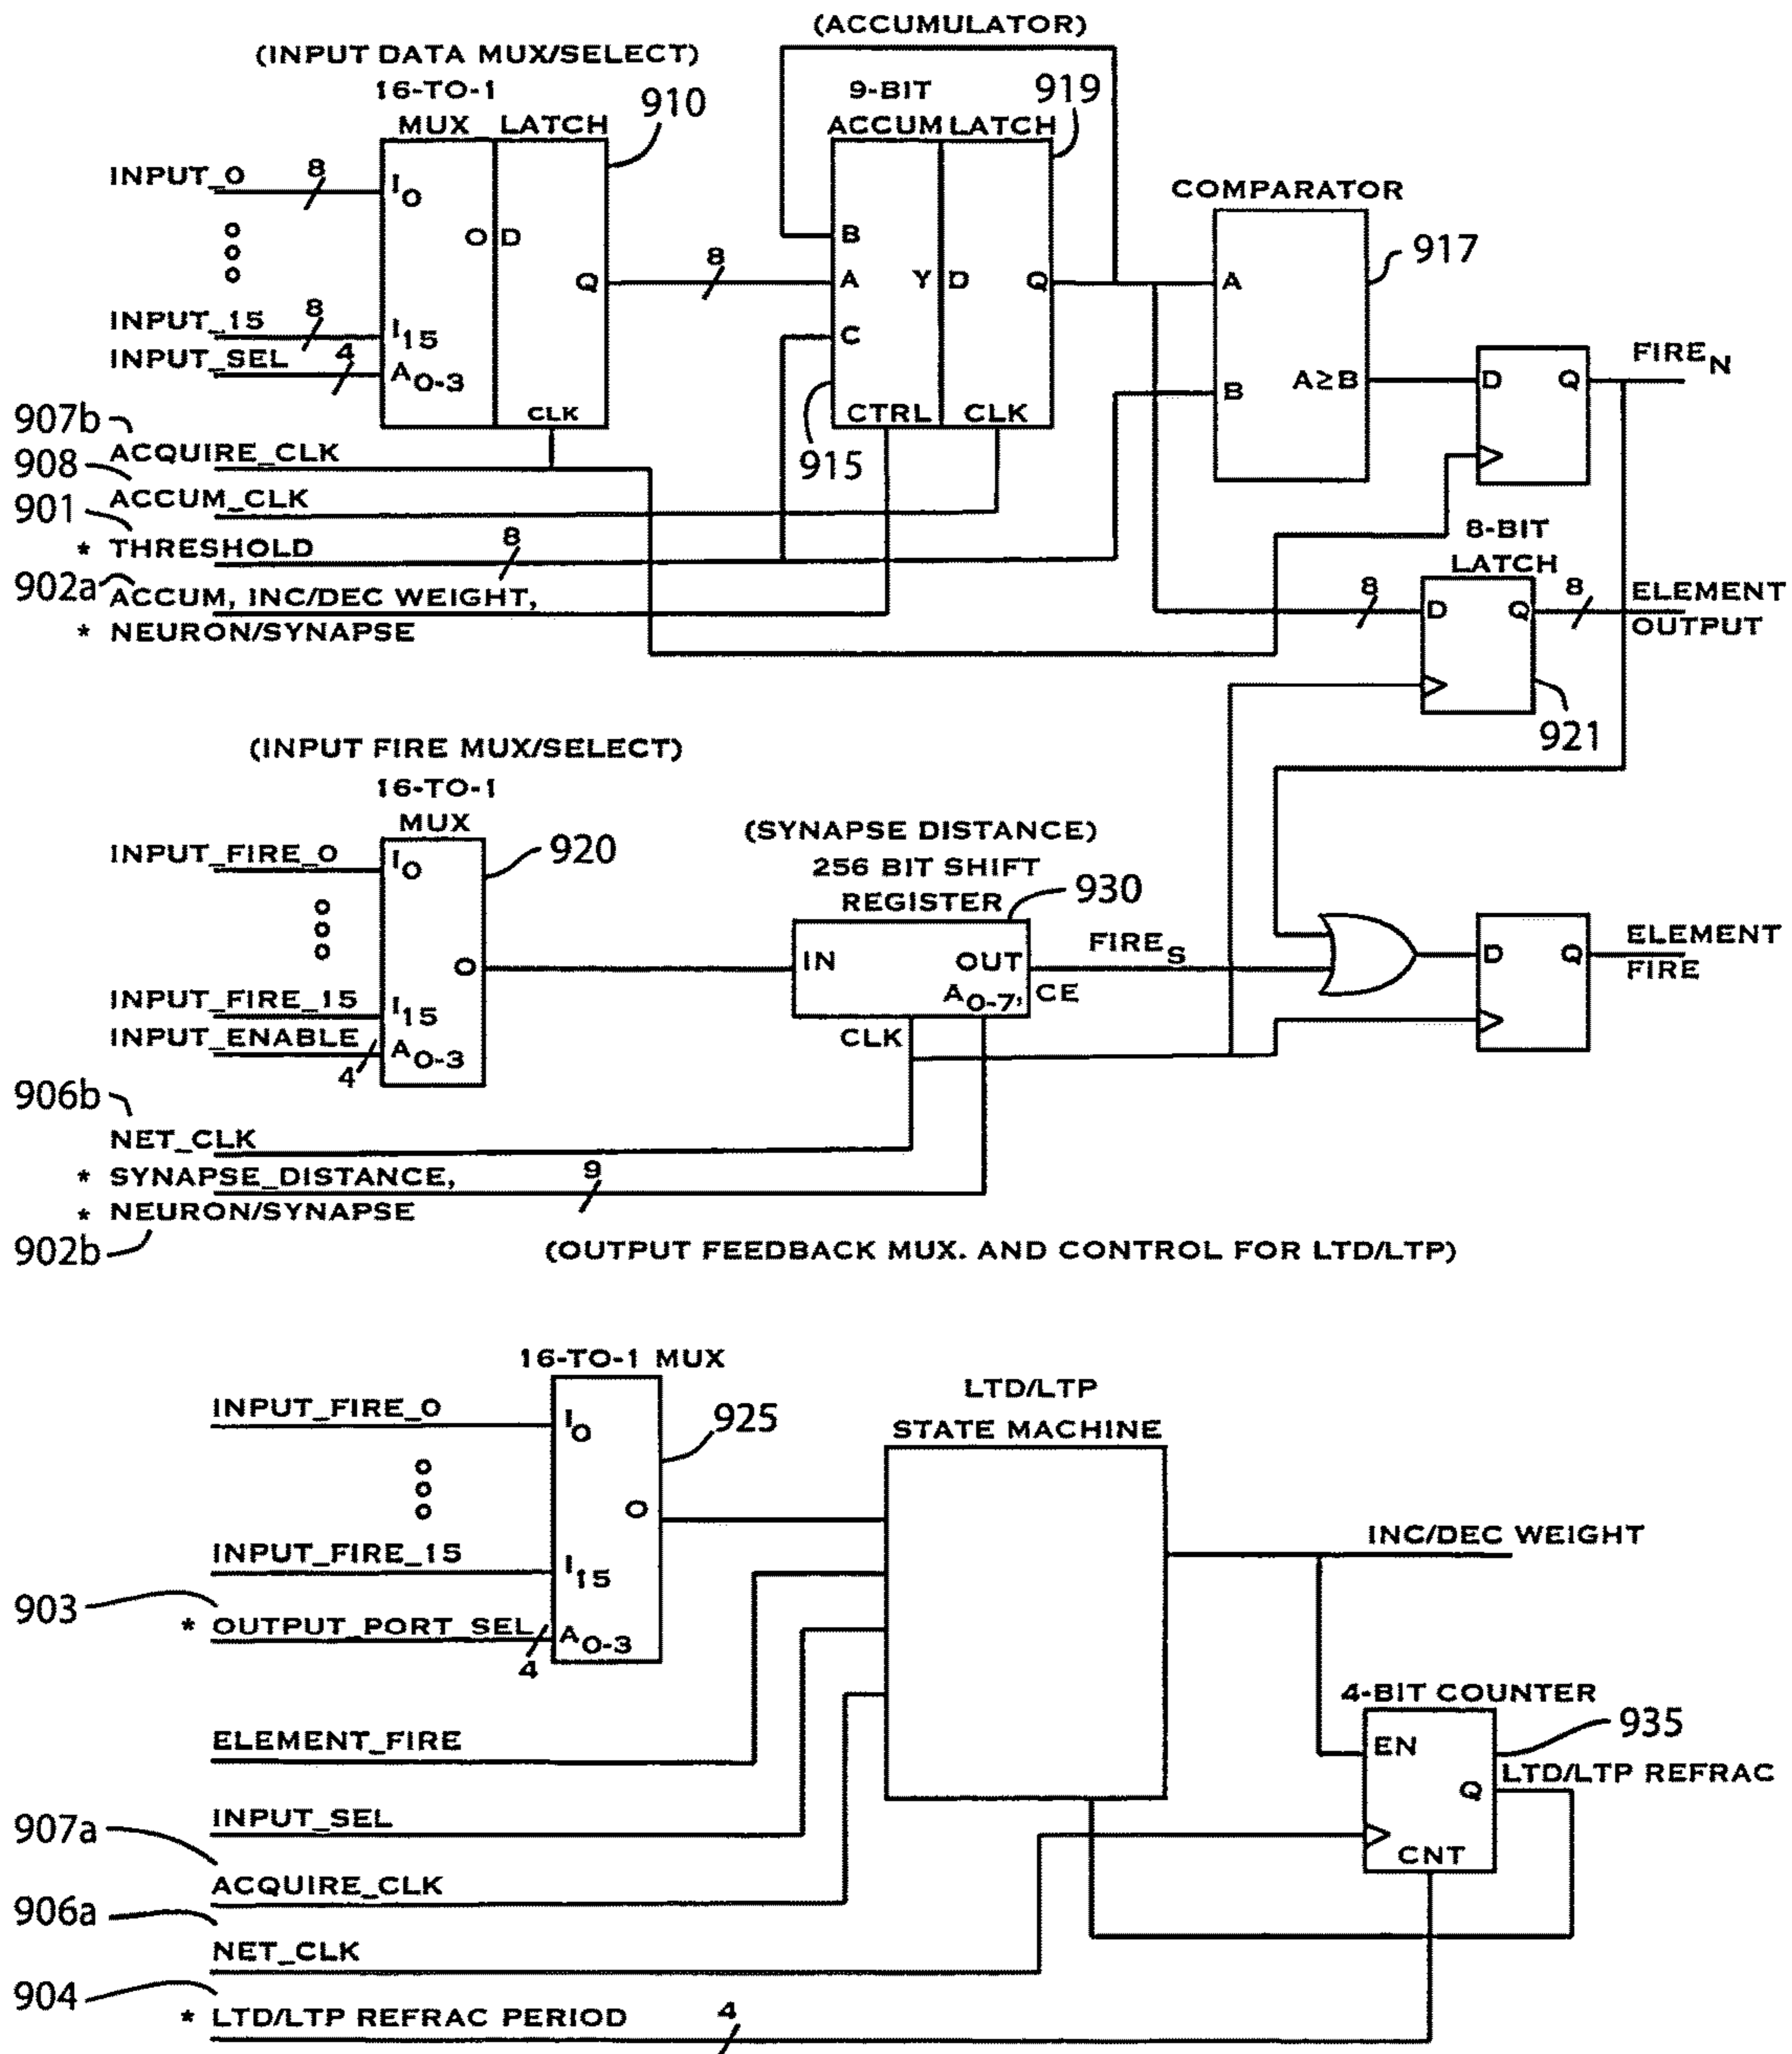 (ACCUMULATOR)
(INPUT DATA MUX/SELECT)
16-TO-1
MUX LATCH
910
9-BIT
ACCUM LATCH
919
INPUT_0
8
I0
O D
Q
8
B
A
C
Y D
Q
COMPARATOR
917
A
B
A≥B
INPUT_15
8
I15
INPUT_SEL
4
A0-3
CLK
CTRL CLK
915
D Q
FIREN
907b
ACQUIRE_CLK
908
ACCUM_CLK
901
* THRESHOLD
8
902a
ACCUM, INC/DEC WEIGHT,
* NEURON/SYNAPSE
8-BIT
LATCH
8
D Q
8
ELEMENT
OUTPUT
921
(INPUT FIRE MUX/SELECT)
16-TO-1
MUX
920
INPUT_FIRE_0
I0
O
INPUT_FIRE_15
I15
INPUT_ENABLE
4
A0-3
(SYNAPSE DISTANCE)
256 BIT SHIFT
REGISTER
930
IN OUT
A0-7, CE
CLK
FIRES
D Q
ELEMENT
FIRE
906b
NET_CLK
* SYNAPSE_DISTANCE,
9
* NEURON/SYNAPSE
902b
(OUTPUT FEEDBACK MUX. AND CONTROL FOR LTD/LTP)
16-TO-1 MUX
925
INPUT_FIRE_0
I0
O
INPUT_FIRE_15
I15
903
* OUTPUT_PORT_SEL
4
A0-3
LTD/LTP
STATE MACHINE
INC/DEC WEIGHT
4-BIT COUNTER
935
EN
Q
LTD/LTP REFRAC
CNT
ELEMENT_FIRE
INPUT_SEL
907a
ACQUIRE_CLK
906a
NET_CLK
904
* LTD/LTP REFRAC PERIOD
4